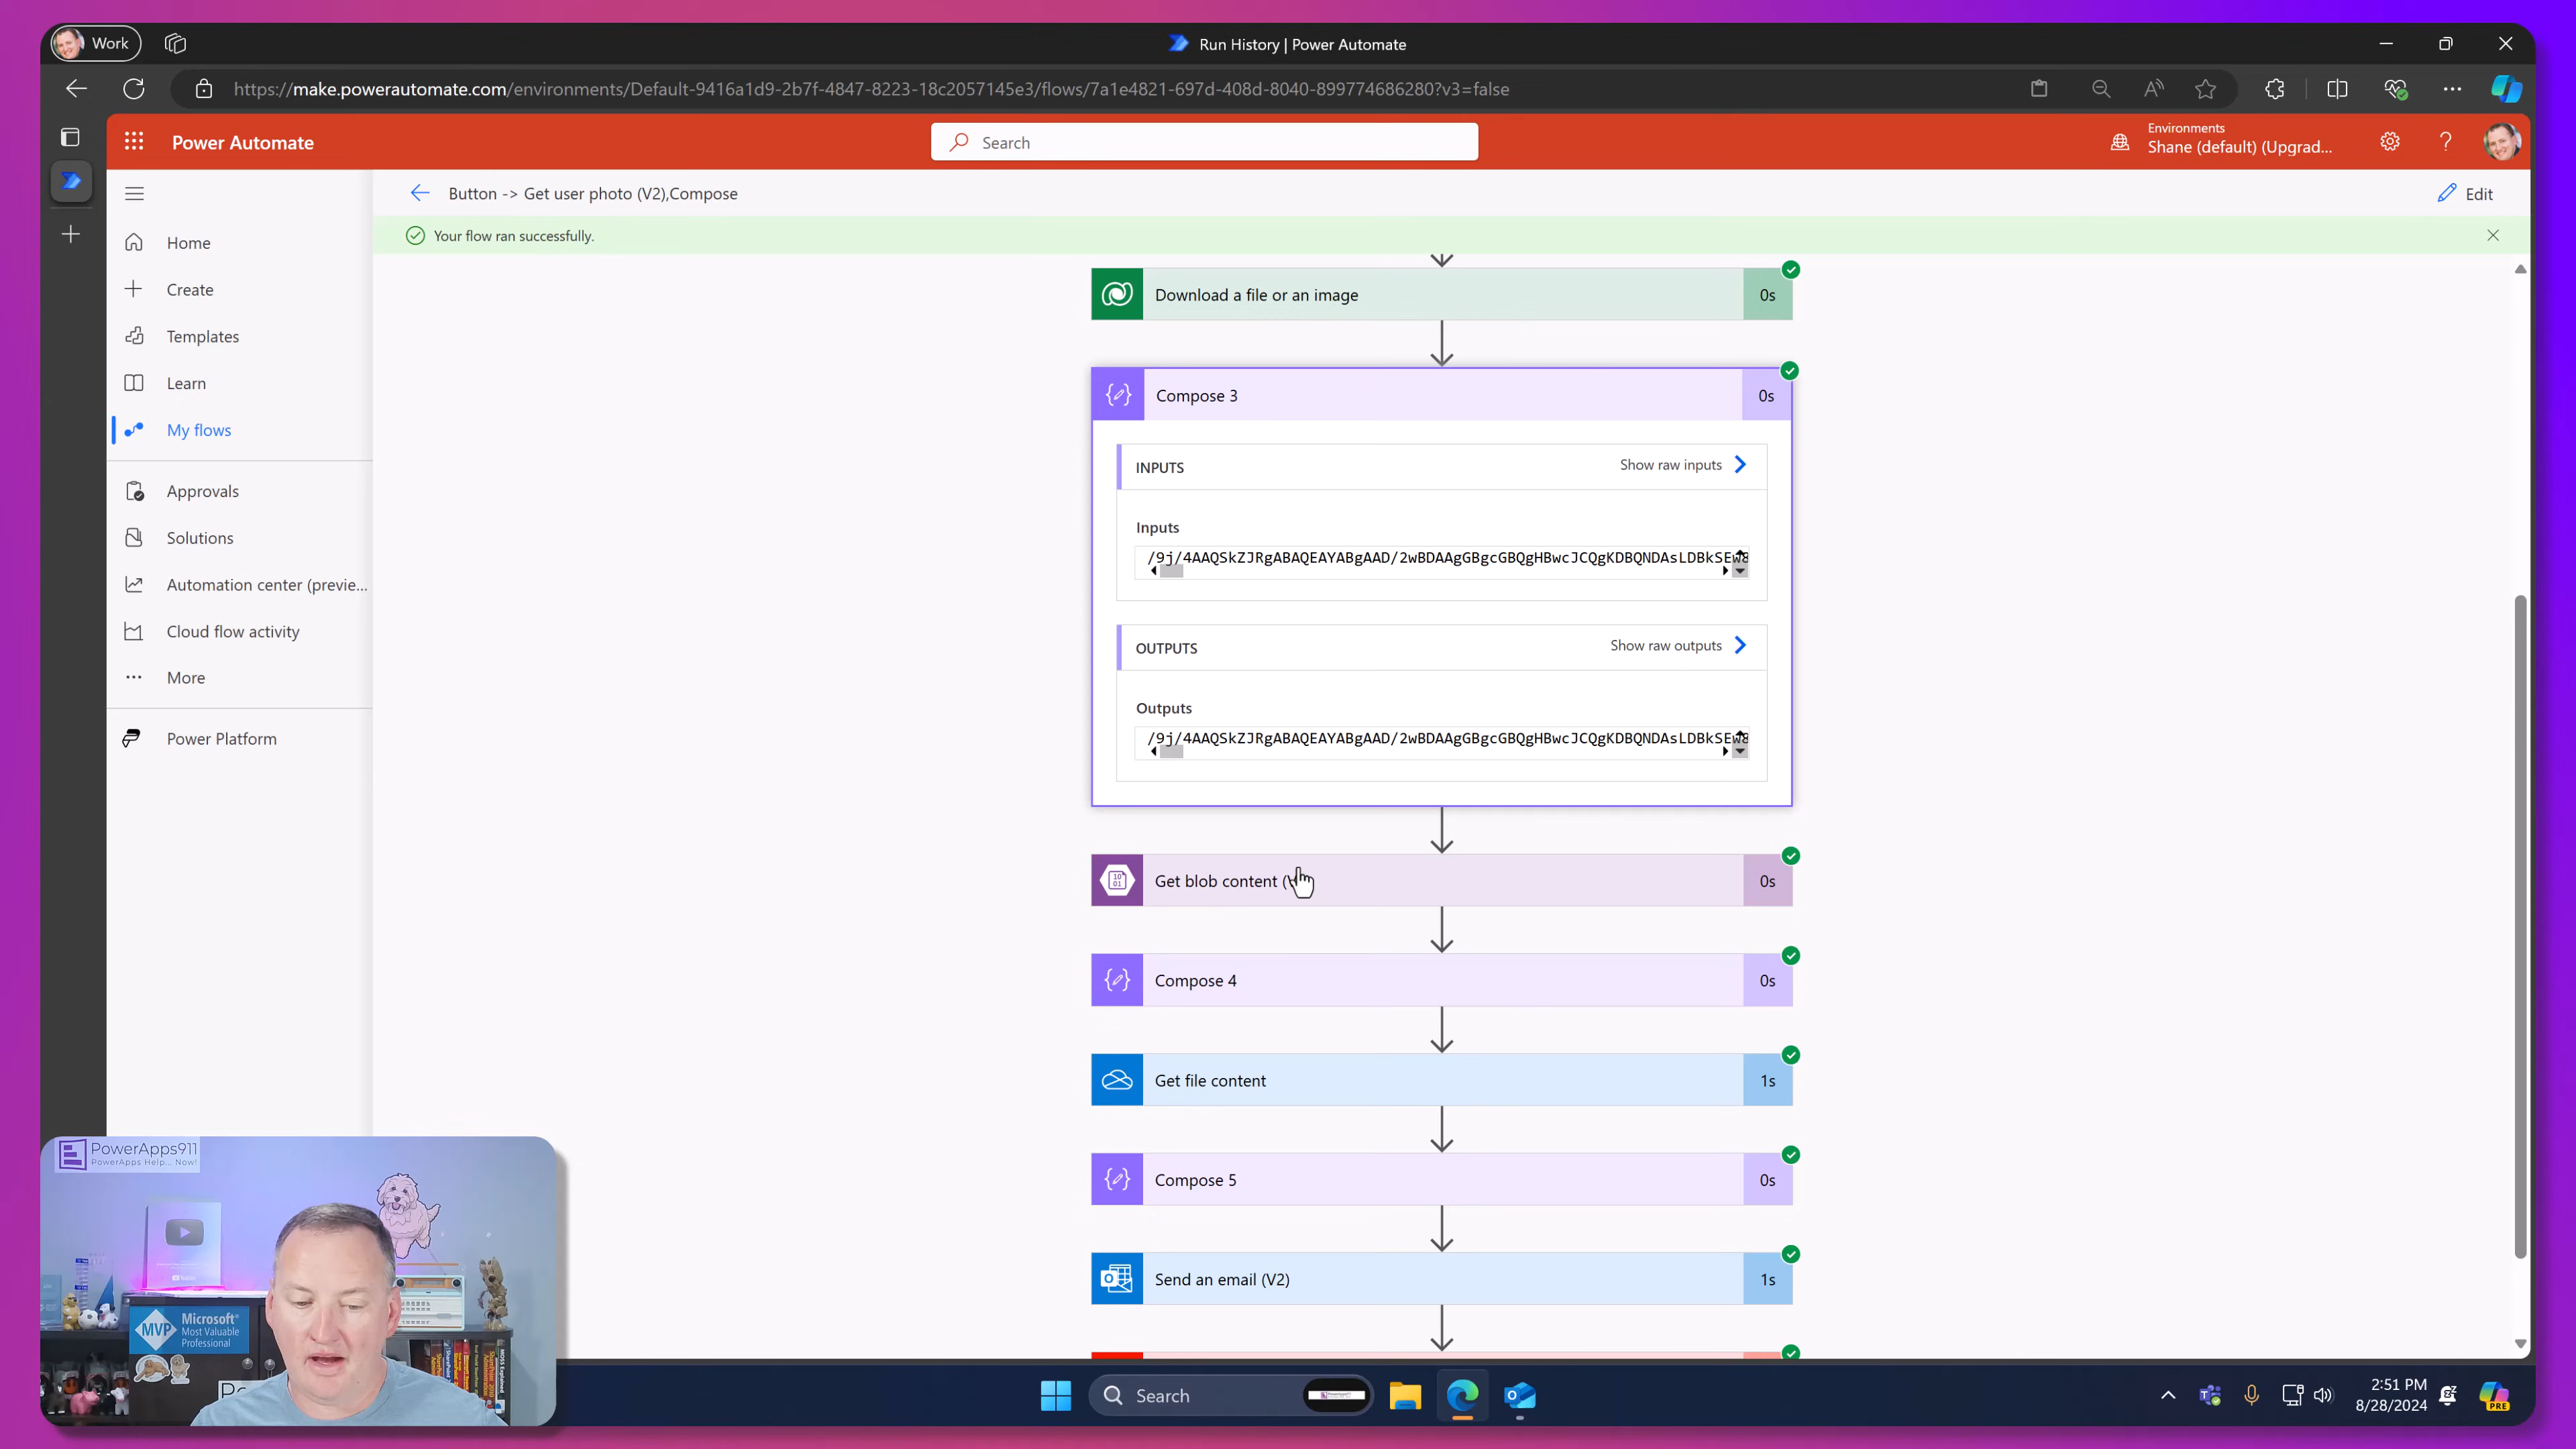 Work
Run History | Power Automate
https://make.powerautomate.com/environments/Default-9416a1d9-2b7f-4847-8223-18c2057145e3/flows/7a1e4821-697d-408d-8040-899774686280?v3=false
Power Automate
Search
Environments
Shane (default) (Upgrad...
Button -> Get user photo (V2),Compose
Edit
Your flow ran successfully.
Home
Create
Templates
Learn
My flows
Approvals
Solutions
Automation center (previe...
Cloud flow activity
More
Power Platform
Download a file or an image
0s
Compose 3
0s
INPUTS
Show raw inputs
Inputs
/9j/4AAQSkZJRgABAQEAYABgAAD/2wBDAAgGBgcGBQgHBwcJCQgKDBQNDAsLDBkSEw8
OUTPUTS
Show raw outputs
Outputs
/9j/4AAQSkZJRgABAQEAYABgAAD/2wBDAAgGBgcGBQgHBwcJCQgKDBQNDAsLDBkSEw8
Get blob content (V
0s
Compose 4
0s
Get file content
1s
Compose 5
0s
Send an email (V2)
1s
PowerApps911
PowerApps Help... Now!
Microsoft
MVP
Most Valuable
Professional
Search
2:51 PM
8/28/2024
PRE